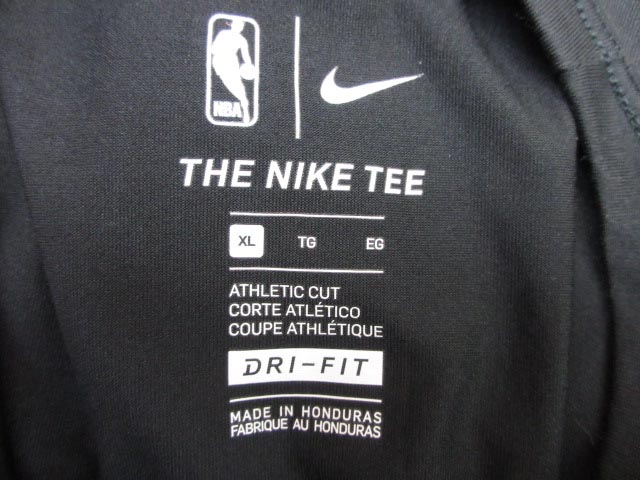 NBA
THE NIKE TEE
XL TG EG
ATHLETIC CUT
CORTE ATLÉTICO
COUPE ATHLÉTIQUE
DRI-FIT
MADE IN HONDURAS
FABRIQUE AU HONDURAS